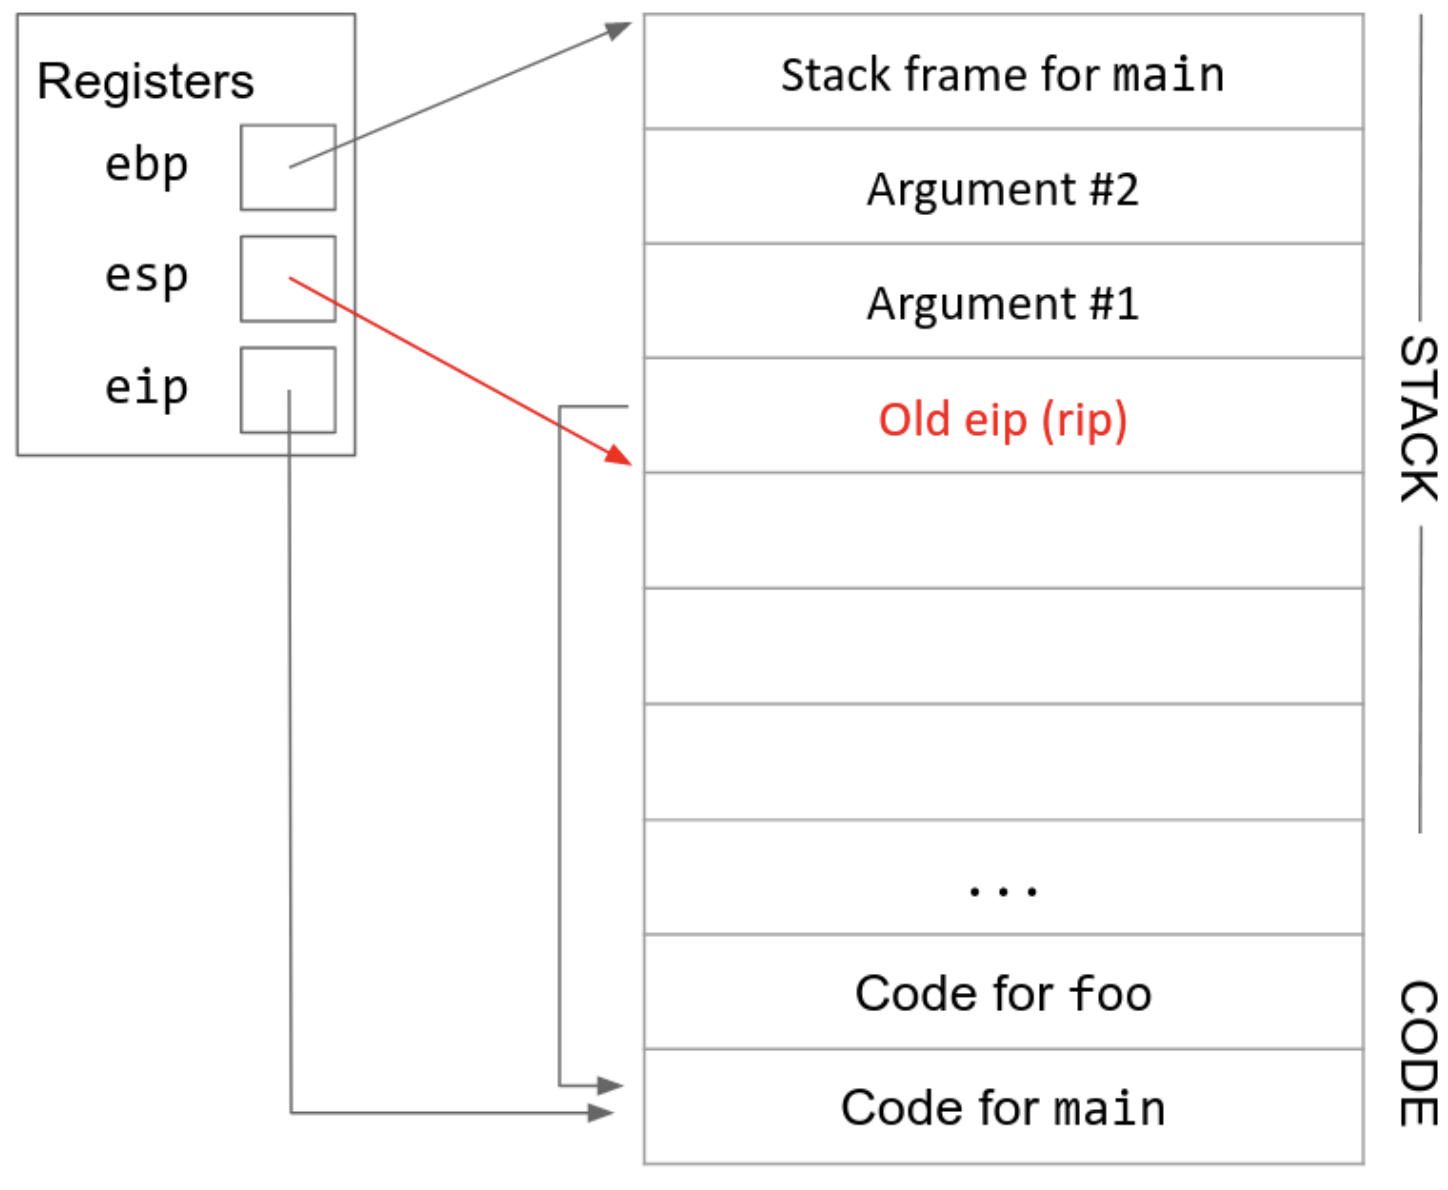 Registers
ebp
esp
eip
Stack frame for main
Argument #2
Argument #1
Old eip (rip)
...
Code for foo
Code for main
STACK
CODE